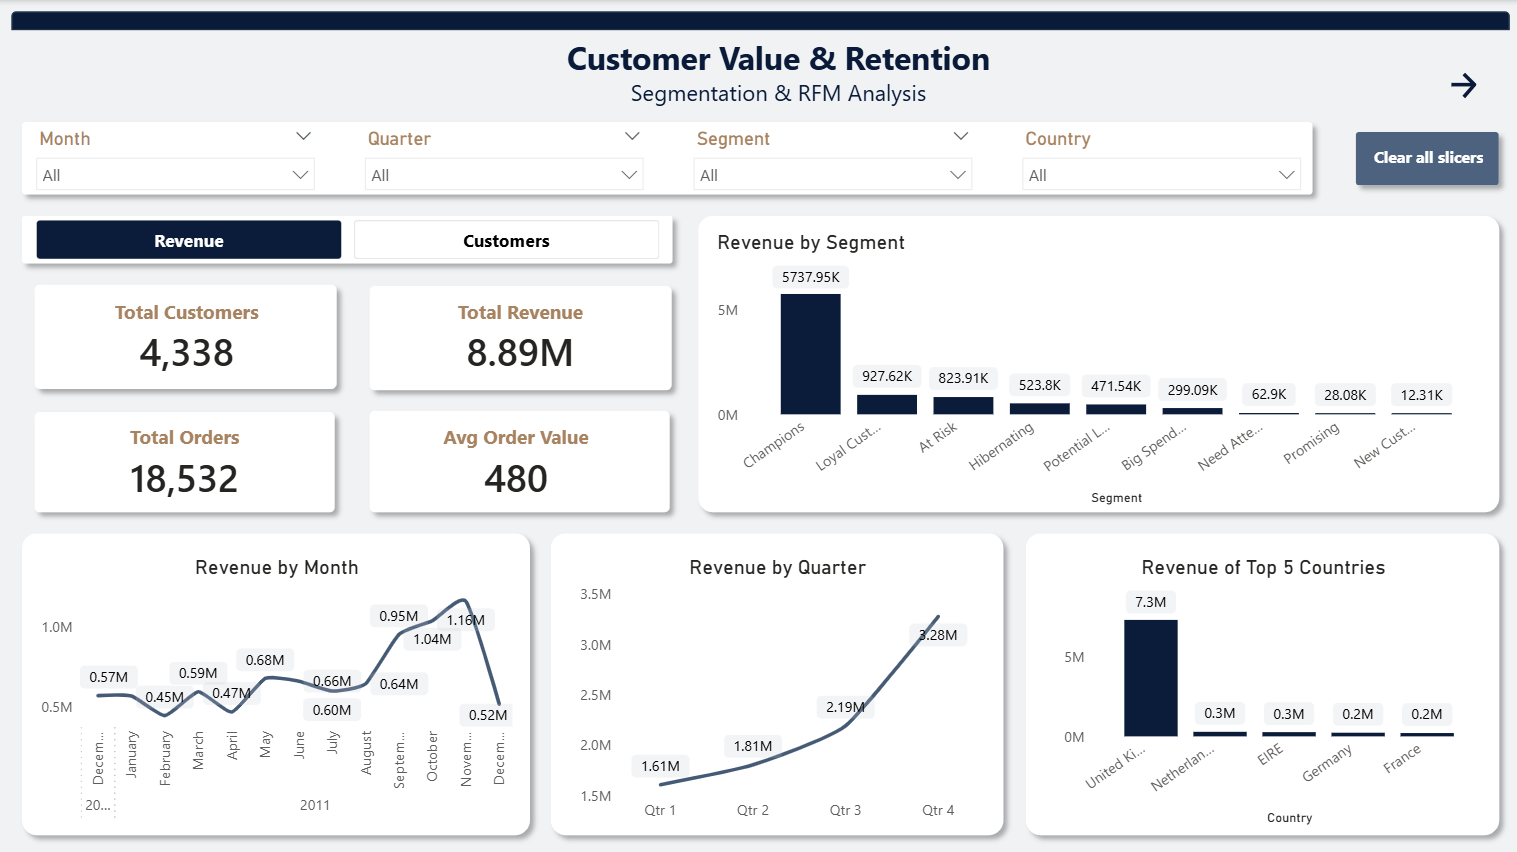 Customer Value & Retention
Segmentation & RFM Analysis
Month
Quarter
Segment
Country
All
All
All
All
Clear all slicers
Revenue
Customers
Total Customers
4,338
Total Revenue
8.89M
Total Orders
18,532
Avg Order Value
480
Revenue by Segment
5M
0M
5737.95K
927.62K
823.91K
523.8K
471.54K
299.09K
62.9K
28.08K
12.31K
Champions
Loyal Cust...
At Risk
Hibernating
Potential L...
Big Spend...
Need Atte...
Promising
New Cust...
Segment
Revenue by Month
1.0M
0.5M
0.57M
0.45M
0.59M
0.47M
0.68M
0.66M
0.60M
0.64M
0.95M
1.04M
1.16M
0.52M
Decem...
January
February
March
April
May
June
July
August
Septem...
October
Novem...
Decem...
20...
2011
Revenue by Quarter
3.5M
3.0M
2.5M
2.0M
1.5M
1.61M
1.81M
2.19M
3.28M
Qtr 1
Qtr 2
Qtr 3
Qtr 4
Revenue of Top 5 Countries
5M
0M
7.3M
0.3M
0.3M
0.2M
0.2M
United Ki...
Netherlan...
EIRE
Germany
France
Country